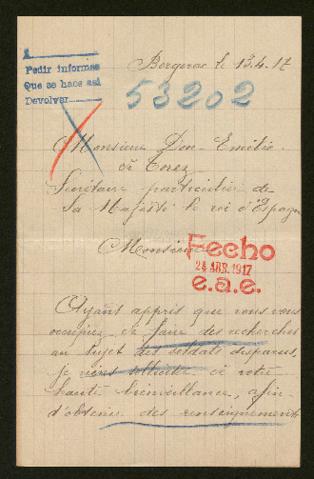 A
Pedir informes
Que se hace así
Devolver
Bergerac le 13.4.17
53202
Monsieur Don Emilio
de Torez
Secrétaire particulier de
Sa Majesté le roi d'Espagne
Monsieur
Fecho
24 ABR. 1917
e.a.e.
Ayant appris que vous vous
occupiez de faire des recherches
au sujet des soldats disparus,
je viens solliciter de votre
haute bienveillance, afin
d'obtenir des renseignements